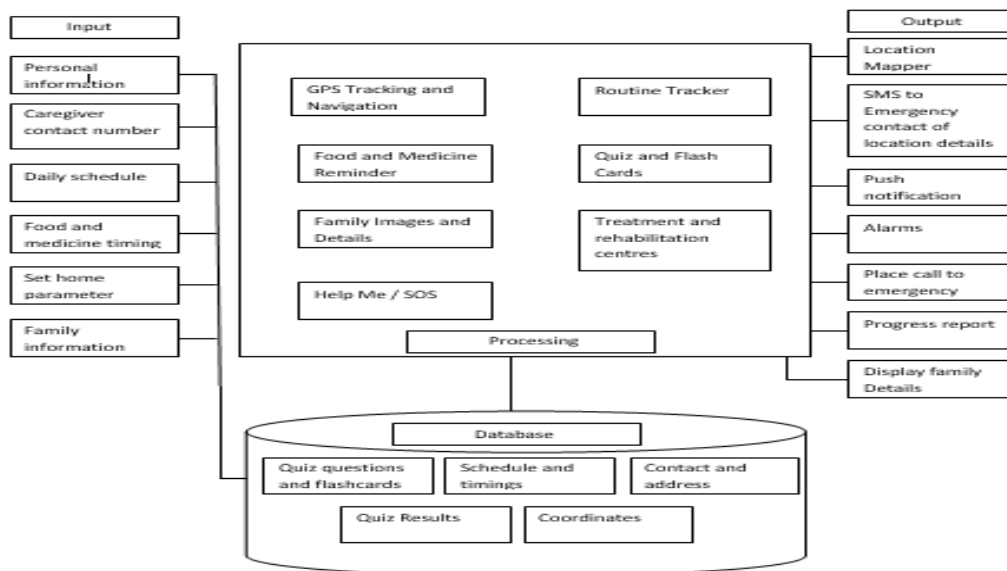 Input
Personal
information
Caregiver
contact number
Daily schedule
Food and
medicine timing
Set home
parameter
Family
information
GPS Tracking and
Navigation
Routine Tracker
Food and Medicine
Reminder
Quiz and Flash
Cards
Family Images and
Details
Treatment and
rehabilitation
centres
Help Me / SOS
Processing
Database
Quiz questions
and flashcards
Schedule and
timings
Contact and
address
Quiz Results
Coordinates
Output
Location
Mapper
SMS to
Emergency
contact of
location details
Push
notification
Alarms
Place call to
emergency
Progress report
Display family
Details